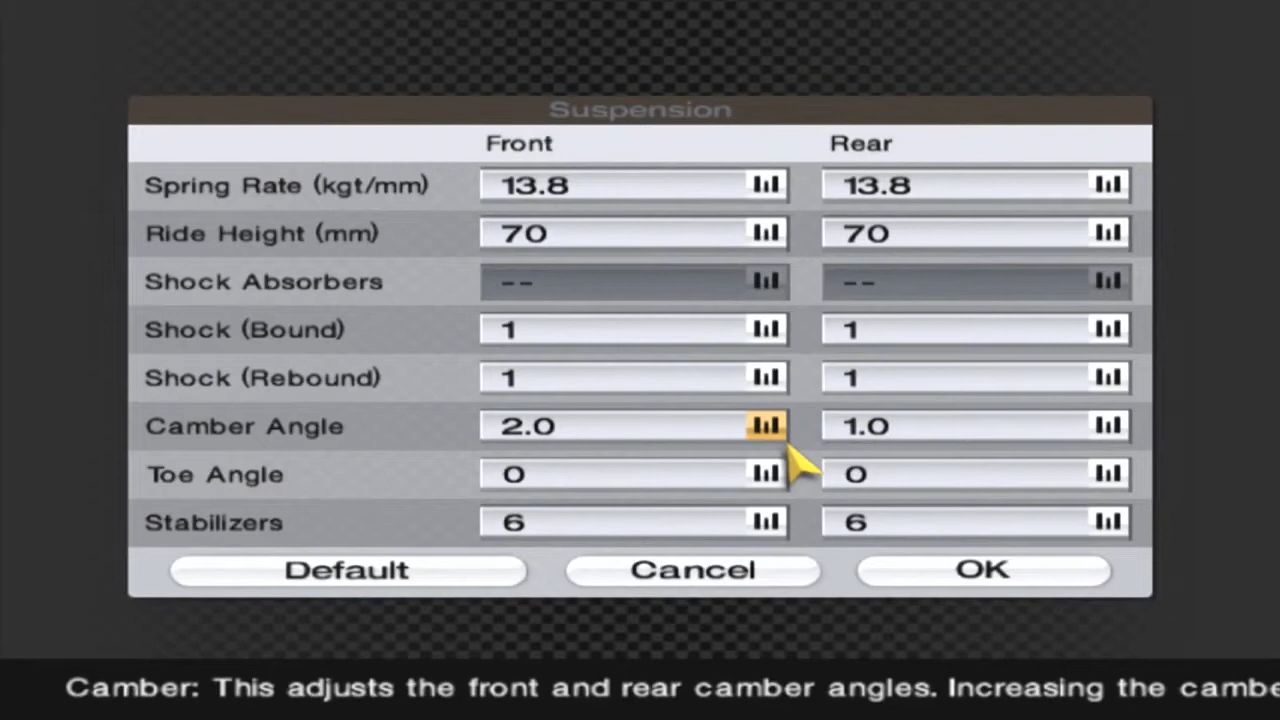 Suspension
Front Rear
Spring Rate (kgt/mm) 13.8 13.8
Ride Height (mm) 70 70
Shock Absorbers -- --
Shock (Bound) 1 1
Shock (Rebound) 1 1
Camber Angle 2.0 1.0
Toe Angle 0 0
Stabilizers 6 6
Default Cancel OK
Camber: This adjusts the front and rear camber angles. Increasing the cambe